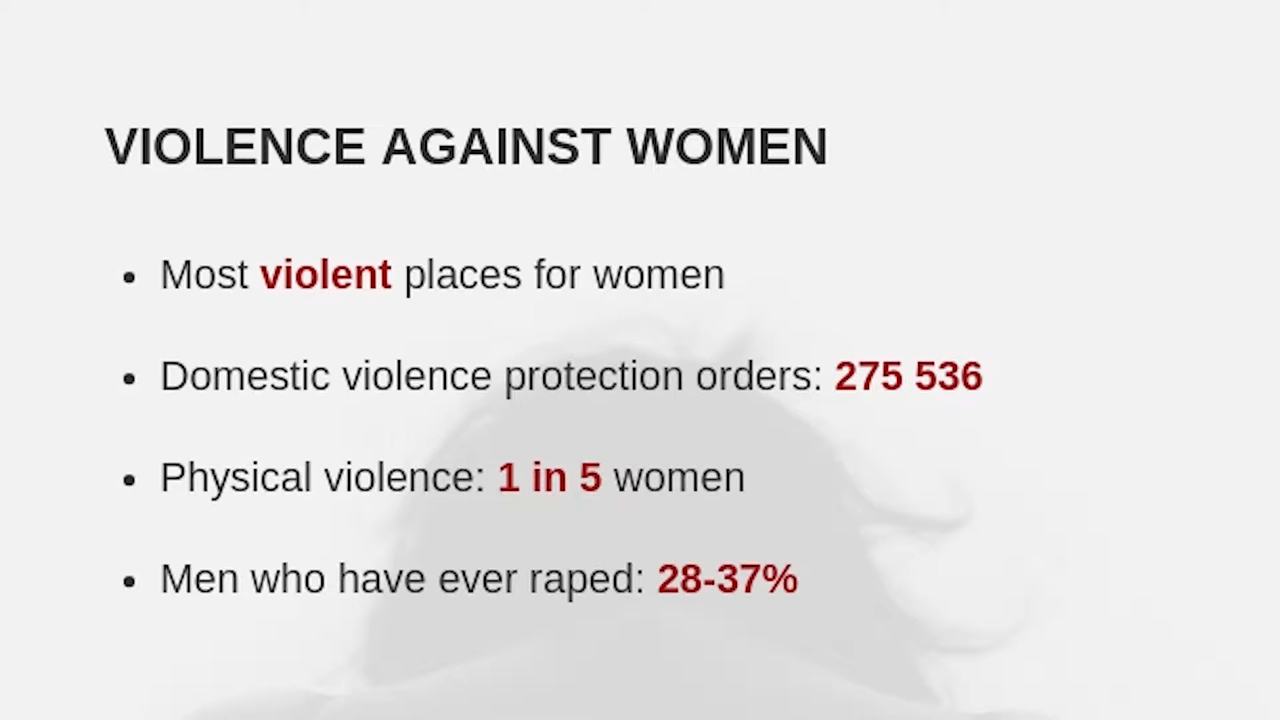 VIOLENCE AGAINST WOMEN
• Most violent places for women
• Domestic violence protection orders: 275 536
• Physical violence: 1 in 5 women
• Men who have ever raped: 28-37%